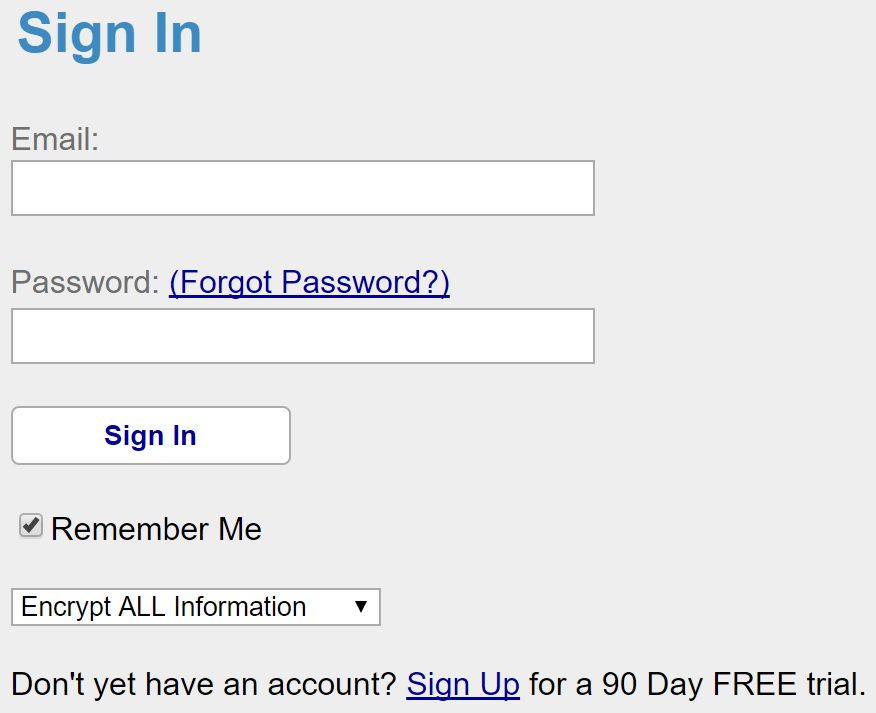 Sign In
Email:
Password: (Forgot Password?)
Sign In
Remember Me
Encrypt ALL Information
Don't yet have an account? Sign Up for a 90 Day FREE trial.